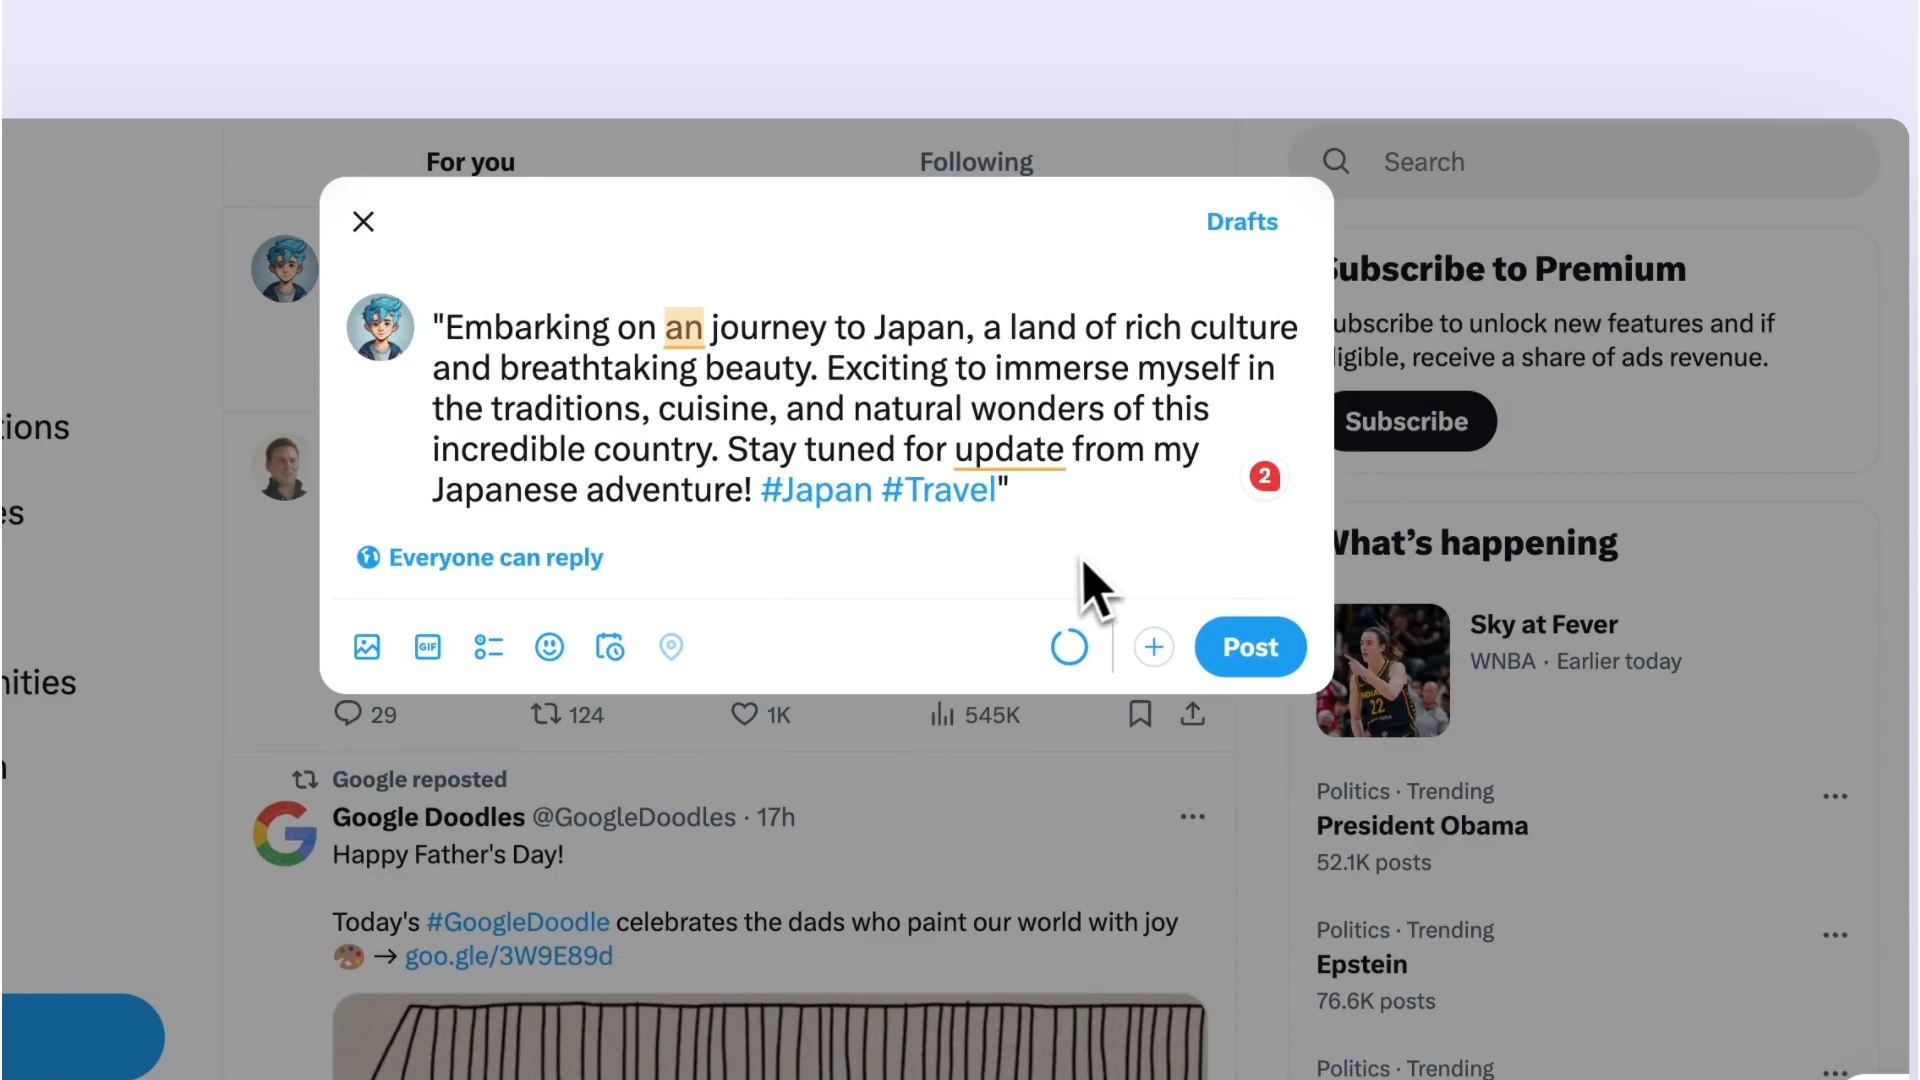 For you
Following
Search
Drafts
"Embarking on an journey to Japan, a land of rich culture
and breathtaking beauty. Exciting to immerse myself in
the traditions, cuisine, and natural wonders of this
incredible country. Stay tuned for update from my
Japanese adventure! #Japan #Travel"
2
Everyone can reply
GIF
Post
29
124
1K
545K
Google reposted
Google Doodles @GoogleDoodles · 17h
Happy Father's Day!
Today's #GoogleDoodle celebrates the dads who paint our world with joy
→ goo.gle/3W9E89d
tions
es
nities
n
ubscribe to Premium
ubscribe to unlock new features and if
ligible, receive a share of ads revenue.
Subscribe
What's happening
Sky at Fever
WNBA · Earlier today
22
Politics · Trending
President Obama
52.1K posts
Politics · Trending
Epstein
76.6K posts
Politics · Trending